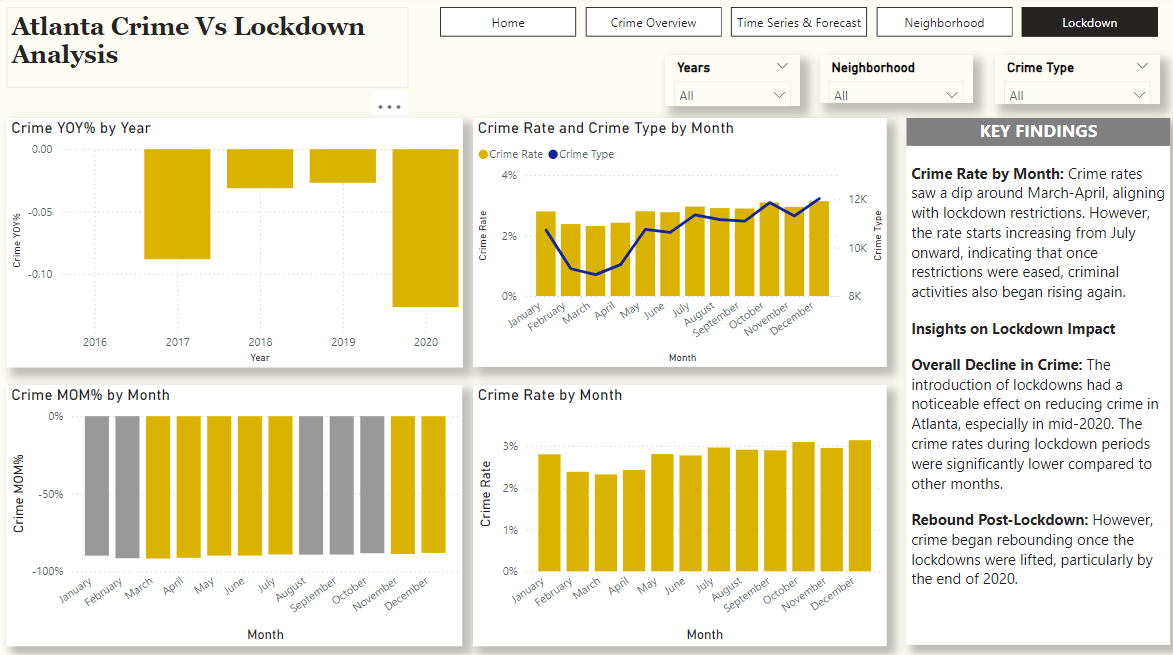 Atlanta Crime Vs Lockdown
Analysis
Home
Crime Overview
Time Series & Forecast
Neighborhood
Lockdown
Years
All
Neighborhood
All
Crime Type
All
Crime YOY% by Year
0.00
-0.05
-0.10
Crime YOY%
2016
2017
2018
2019
2020
Year
Crime Rate and Crime Type by Month
Crime Rate
Crime Type
4%
2%
0%
Crime Rate
12K
10K
8K
Crime Type
January
February
March
April
May
June
July
August
September
October
November
December
Month
Crime MOM% by Month
0%
-50%
-100%
Crime MOM%
January
February
March
April
May
June
July
August
September
October
November
December
Month
Crime Rate by Month
3%
2%
1%
0%
Crime Rate
January
February
March
April
May
June
July
August
September
October
November
December
Month
KEY FINDINGS
Crime Rate by Month: Crime rates
saw a dip around March-April, aligning
with lockdown restrictions. However,
the rate starts increasing from July
onward, indicating that once
restrictions were eased, criminal
activities also began rising again.
Insights on Lockdown Impact
Overall Decline in Crime: The
introduction of lockdowns had a
noticeable effect on reducing crime in
Atlanta, especially in mid-2020. The
crime rates during lockdown periods
were significantly lower compared to
other months.
Rebound Post-Lockdown: However,
crime began rebounding once the
lockdowns were lifted, particularly by
the end of 2020.